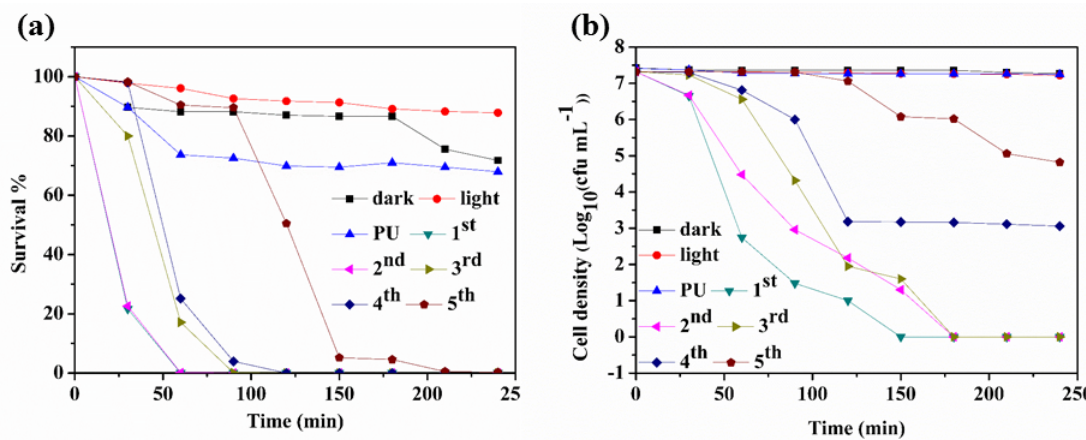 (a)
Survival %
100
80
60
40
20
0
dark light
PU 1st
2nd 3rd
4th 5th
0 50 100 150 200 25
Time (min)
(b)
Cell density (Log10(cfu mL-1))
8
7
6
5
4
3
2
1
0
-1
dark
light
PU 1st
2nd 3rd
4th 5th
0 50 100 150 200 250
Time (min)